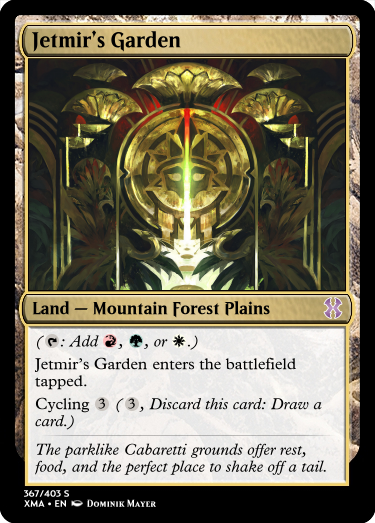 Jetmir's Garden
Land — Mountain Forest Plains
( : Add , , or .)
Jetmir's Garden enters the battlefield
tapped.
Cycling 3 ( 3, Discard this card: Draw a
card.)
The parklike Cabaretti grounds offer rest,
food, and the perfect place to shake off a tail.
367/403 S
XMA • EN Dominik Mayer